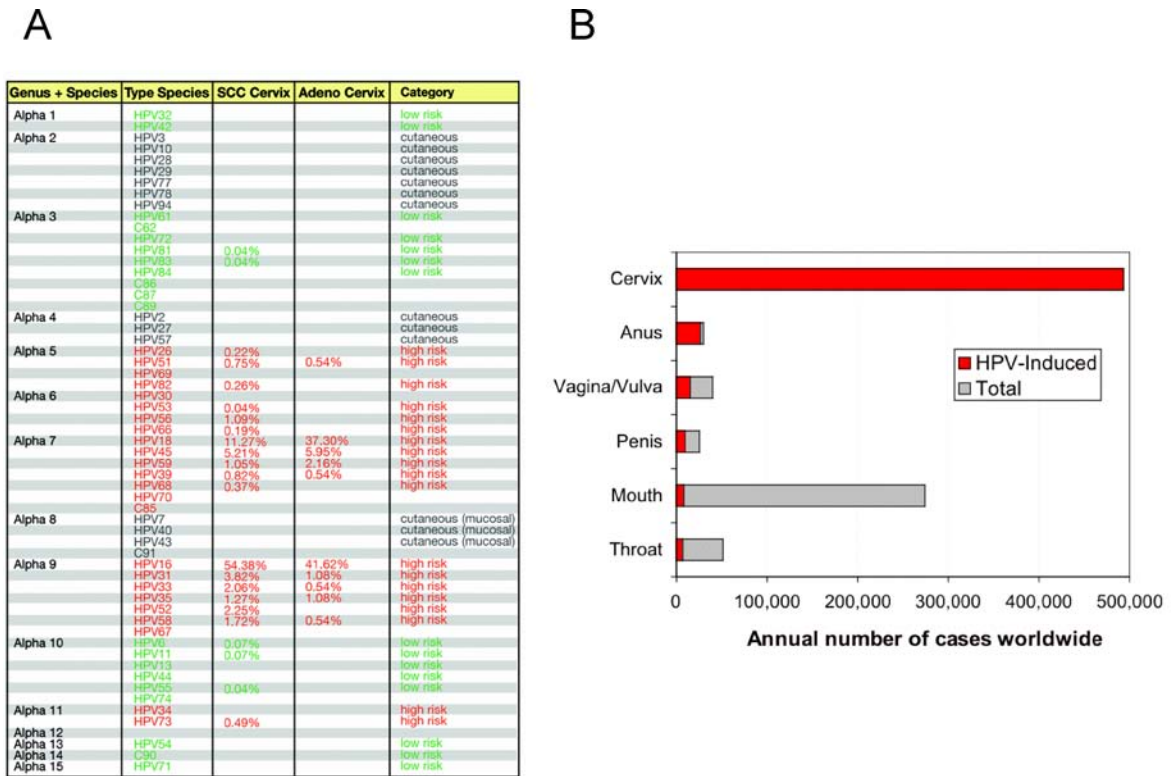 A
Genus + Species Type Species SCC Cervix Adeno Cervix Category
Alpha 1 HPV32 low risk
HPV42 low risk
Alpha 2 HPV3 cutaneous
HPV10 cutaneous
HPV28 cutaneous
HPV29 cutaneous
HPV77 cutaneous
HPV78 cutaneous
HPV94 cutaneous
Alpha 3 HPV61 low risk
C62
HPV72 low risk
HPV81 0.04% low risk
HPV83 0.04% low risk
HPV84 low risk
C86
C87
C89
Alpha 4 HPV2 cutaneous
HPV27 cutaneous
HPV57 cutaneous
Alpha 5 HPV26 0.22% high risk
HPV51 0.75% 0.54% high risk
HPV69
HPV82 0.26% high risk
Alpha 6 HPV30
HPV53 0.04% high risk
HPV56 1.09% high risk
HPV66 0.19% high risk
Alpha 7 HPV18 11.27% 37.30% high risk
HPV45 5.21% 5.95% high risk
HPV59 1.05% 2.16% high risk
HPV39 0.82% 0.54% high risk
HPV68 0.37% high risk
HPV70
C85
Alpha 8 HPV7 cutaneous (mucosal)
HPV40 cutaneous (mucosal)
HPV43 cutaneous (mucosal)
C91
Alpha 9 HPV16 54.38% 41.62% high risk
HPV31 3.82% 1.08% high risk
HPV33 2.06% 0.54% high risk
HPV35 1.27% 1.08% high risk
HPV52 2.25% high risk
HPV58 1.72% 0.54% high risk
HPV67
Alpha 10 HPV6 0.07% low risk
HPV11 0.07% low risk
HPV13 low risk
HPV44 low risk
HPV55 0.04% low risk
HPV74
Alpha 11 HPV34 high risk
HPV73 0.49% high risk
Alpha 12
Alpha 13 HPV54 low risk
Alpha 14 C90 low risk
Alpha 15 HPV71 low risk
B
Cervix
Anus
Vagina/Vulva
Penis
Mouth
Throat
HPV-Induced
Total
0 100,000 200,000 300,000 400,000 500,000
Annual number of cases worldwide